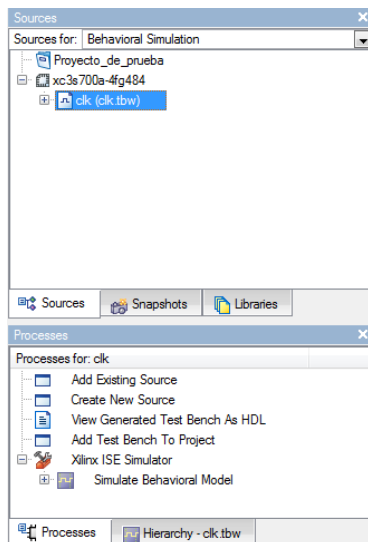 Sources
Sources for: Behavioral Simulation
Proyecto_de_prueba
xc3s700a-4fg484
clk (clk.tbw)
Sources Snapshots Libraries
Processes
Processes for: clk
Add Existing Source
Create New Source
View Generated Test Bench As HDL
Add Test Bench To Project
Xilinx ISE Simulator
Simulate Behavioral Model
Processes Hierarchy - clk.tbw